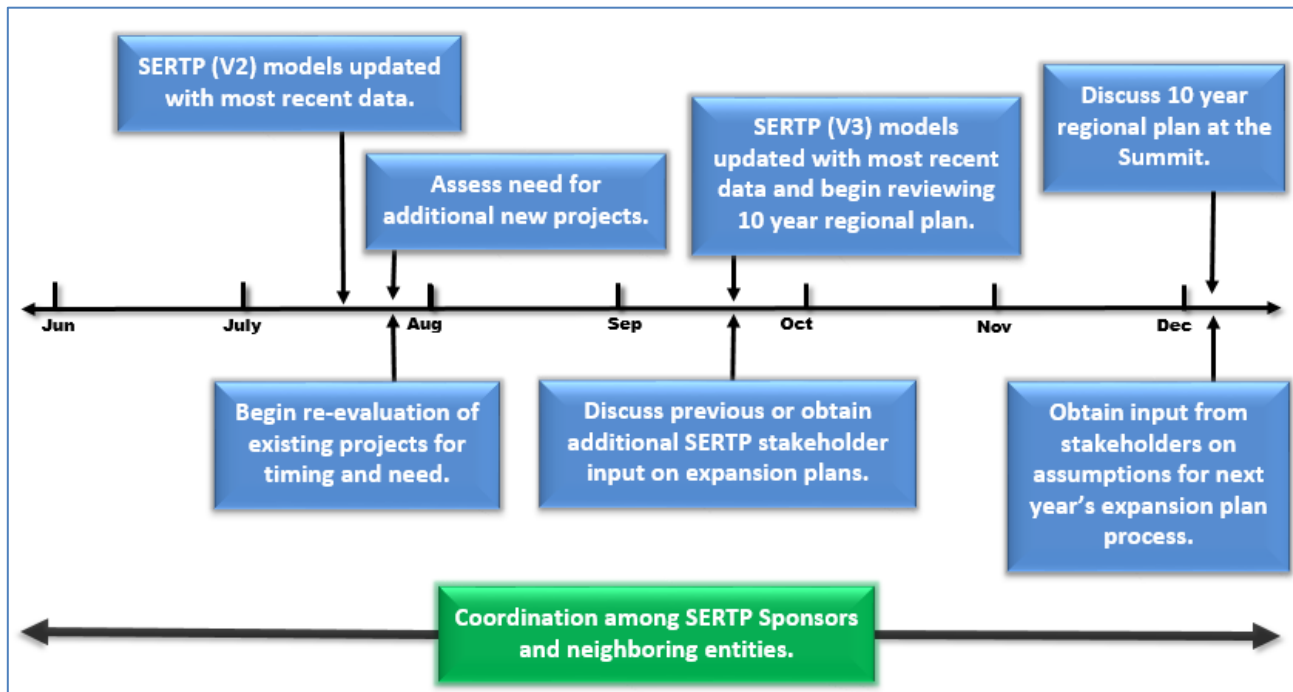 SERTP (V2) models updated
with most recent data.
Assess need for
additional new projects.
SERTP (V3) models
updated with most recent
data and begin reviewing
10 year regional plan.
Discuss 10 year
regional plan at the
Summit.
Jun
July
Aug
Sep
Oct
Nov
Dec
Begin re-evaluation of
existing projects for
timing and need.
Discuss previous or obtain
additional SERTP stakeholder
input on expansion plans.
Obtain input from
stakeholders on
assumptions for next
year’s expansion plan
process.
Coordination among SERTP Sponsors
and neighboring entities.